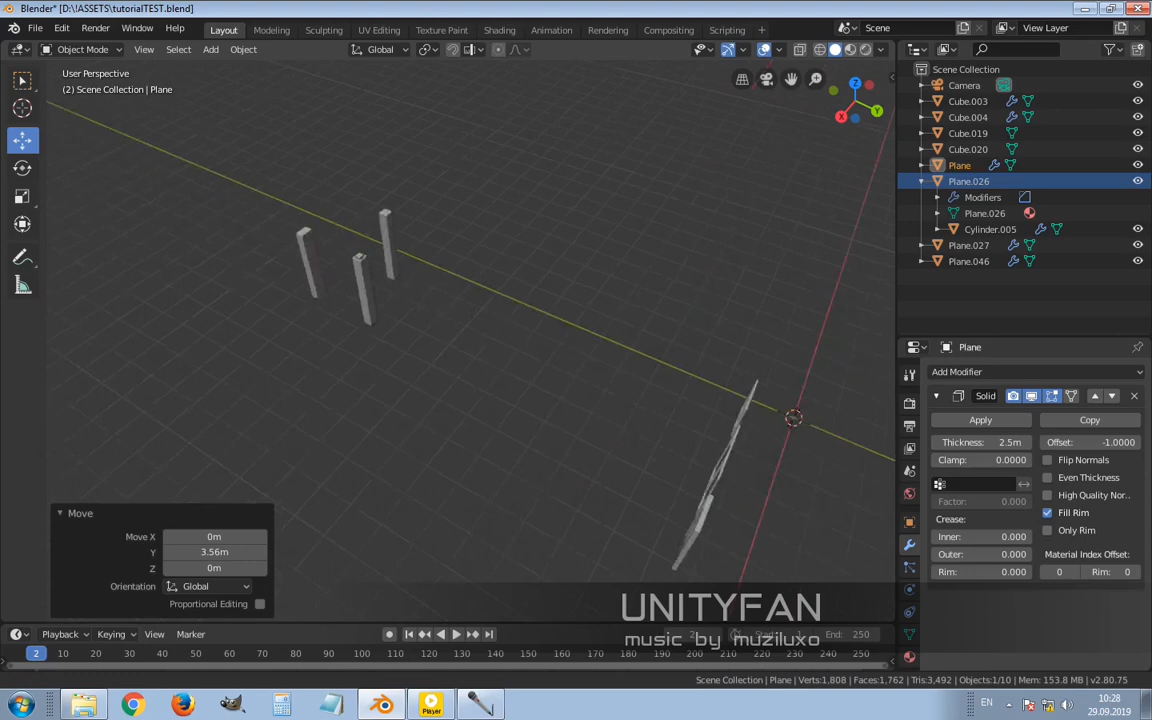 Blender* [D:\!ASSETS\tutorialTEST.blend]
File Edit Render Window Help Layout Modeling Sculpting UV Editing Texture Paint Shading Animation Rendering Compositing Scripting + Scene View Layer
Object Mode View Select Add Object Global
User Perspective
(2) Scene Collection | Plane
Z
Y
X
Scene Collection
Camera
Cube.003
Cube.004
Cube.019
Cube.020
Plane
Plane.026
Modifiers
Plane.026
Cylinder.005
Plane.027
Plane.046
Plane
Add Modifier
Solid
Apply Copy
Thickness: 2.5m Offset: -1.0000
Clamp: 0.0000 Flip Normals
Even Thickness
High Quality Nor..
Factor: 0.000
Crease: Fill Rim
Only Rim
Inner: 0.000
Outer: 0.000 Material Index Offset:
Rim: 0.000 0 Rim: 0
Move
Move X 0m
Y 3.56m
Z 0m
Orientation Global
Proportional Editing
UNITYFAN
music by muziluxo
Playback Keying View Marker 2 Start: 1 End: 250
2 10 20 30 40 50 60 70 80 90 100 110 120 130 140 150 160 170 180 190 200 210 220 230 240 250
Scene Collection | Plane | Verts:1,808 | Faces:1,762 | Tris:3,492 | Objects:1/10 | Mem: 153.8 MB | v2.80.75
Player
EN
10:28
29.09.2019